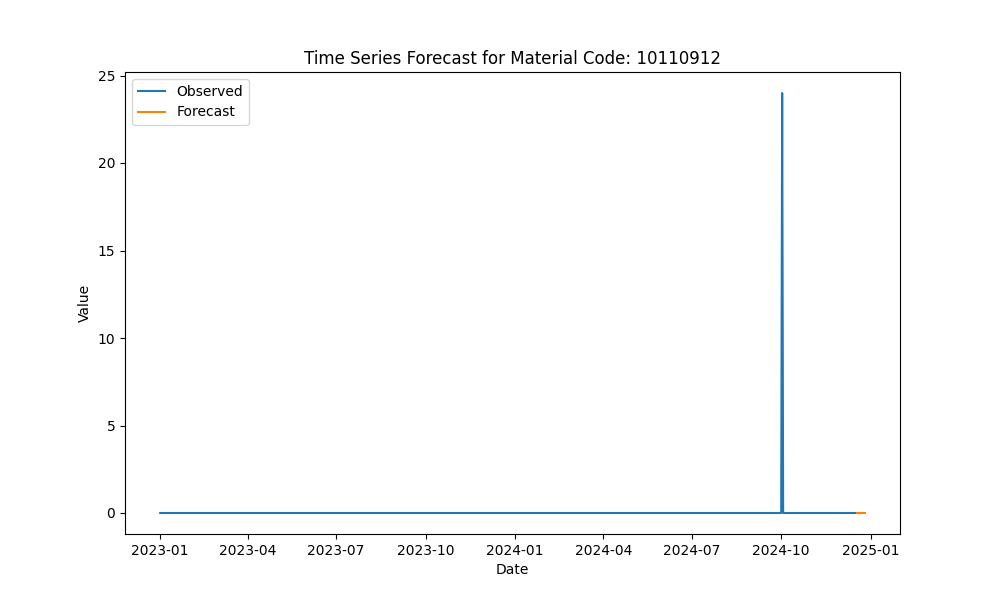 Time Series Forecast for Material Code: 10110912
Observed
Forecast
25
20
15
10
5
0
Value
2023-01 2023-04 2023-07 2023-10 2024-01 2024-04 2024-07 2024-10 2025-01
Date